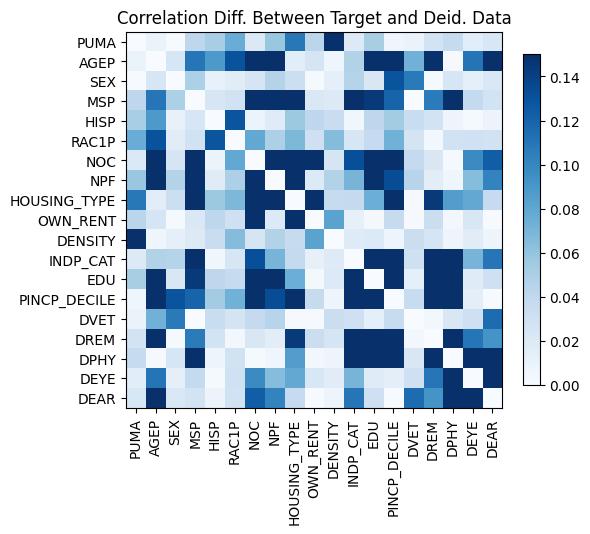 Correlation Diff. Between Target and Deid. Data
PUMA
AGEP
SEX
MSP
HISP
RAC1P
NOC
NPF
HOUSING_TYPE
OWN_RENT
DENSITY
INDP_CAT
EDU
PINCP_DECILE
DVET
DREM
DPHY
DEYE
DEAR
PUMA
AGEP
SEX
MSP
HISP
RAC1P
NOC
NPF
HOUSING_TYPE
OWN_RENT
DENSITY
INDP_CAT
EDU
PINCP_DECILE
DVET
DREM
DPHY
DEYE
DEAR
0.14
0.12
0.10
0.08
0.06
0.04
0.02
0.00